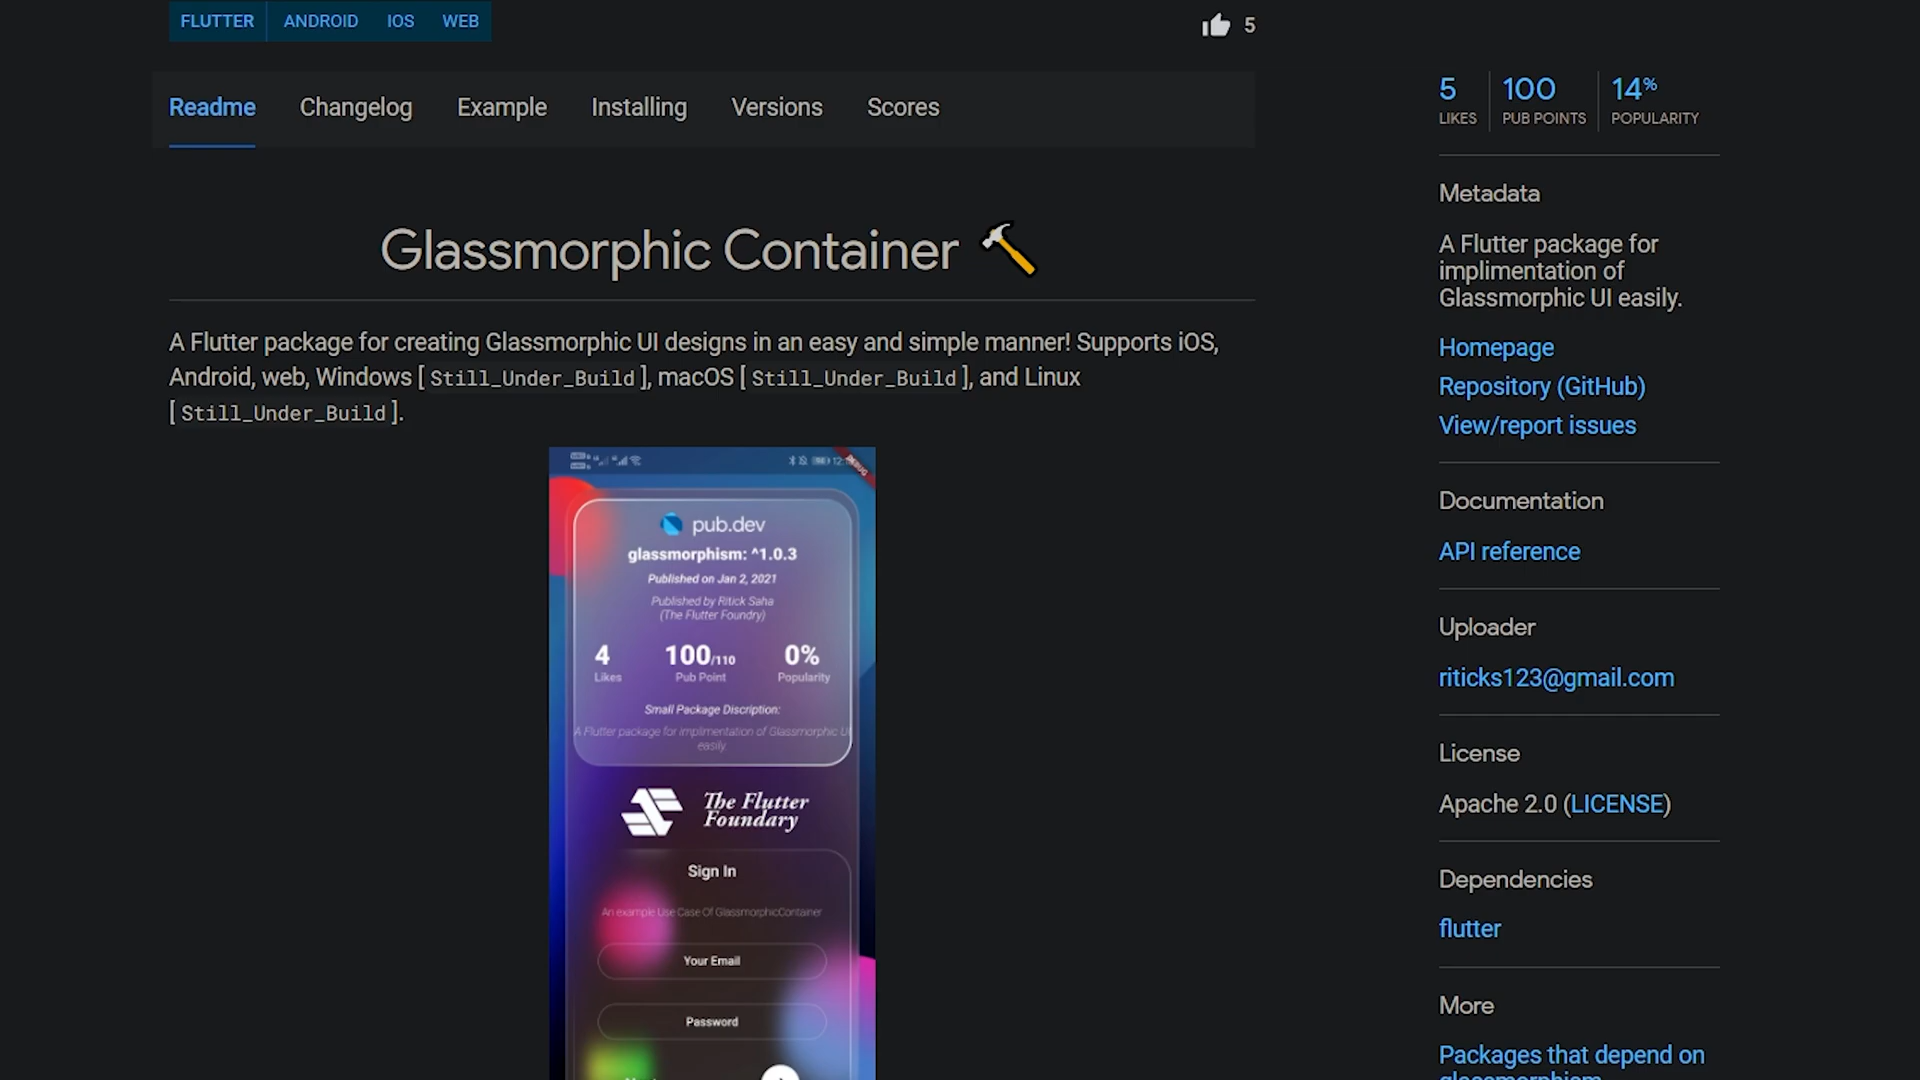 FLUTTER ANDROID IOS WEB
5
Readme Changelog Example Installing Versions Scores
Glassmorphic Container
A Flutter package for creating Glassmorphic UI designs in an easy and simple manner! Supports iOS,
Android, web, Windows [ Still_Under_Build ], macOS [ Still_Under_Build ], and Linux
[ Still_Under_Build ].
DEBUG
pub.dev
glassmorphism: ^1.0.3
Published on Jan 2, 2021
Published by Ritick Saha
(The Flutter Foundry)
4 100/110 0%
Likes Pub Point Popularity
Small Package Discription:
A Flutter package for implimentation of Glassmorphic UI
easily.
The Flutter
Foundary
Sign In
An example Use Case Of GlassmorphicContainer
Your Email
Password
5 100 14%
LIKES PUB POINTS POPULARITY
Metadata
A Flutter package for
implimentation of
Glassmorphic UI easily.
Homepage
Repository (GitHub)
View/report issues
Documentation
API reference
Uploader
riticks123@gmail.com
License
Apache 2.0 (LICENSE)
Dependencies
flutter
More
Packages that depend on
glassmorphism